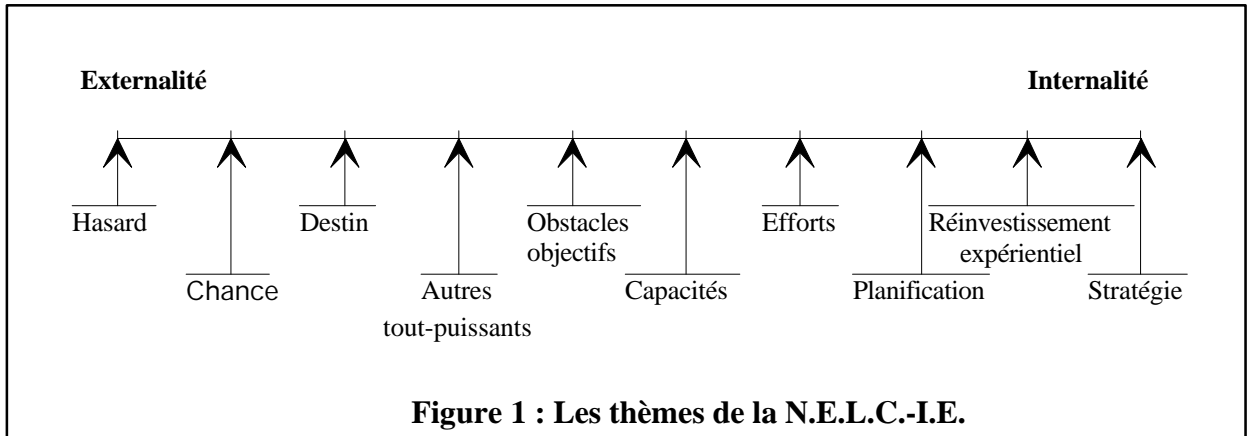 Externalité
Internalité
Hasard
Destin
Obstacles
objectifs
Efforts
Réinvestissement
expérientiel
Chance
Autres
tout-puissants
Capacités
Planification
Stratégie
Figure 1 : Les thèmes de la N.E.L.C.-I.E.